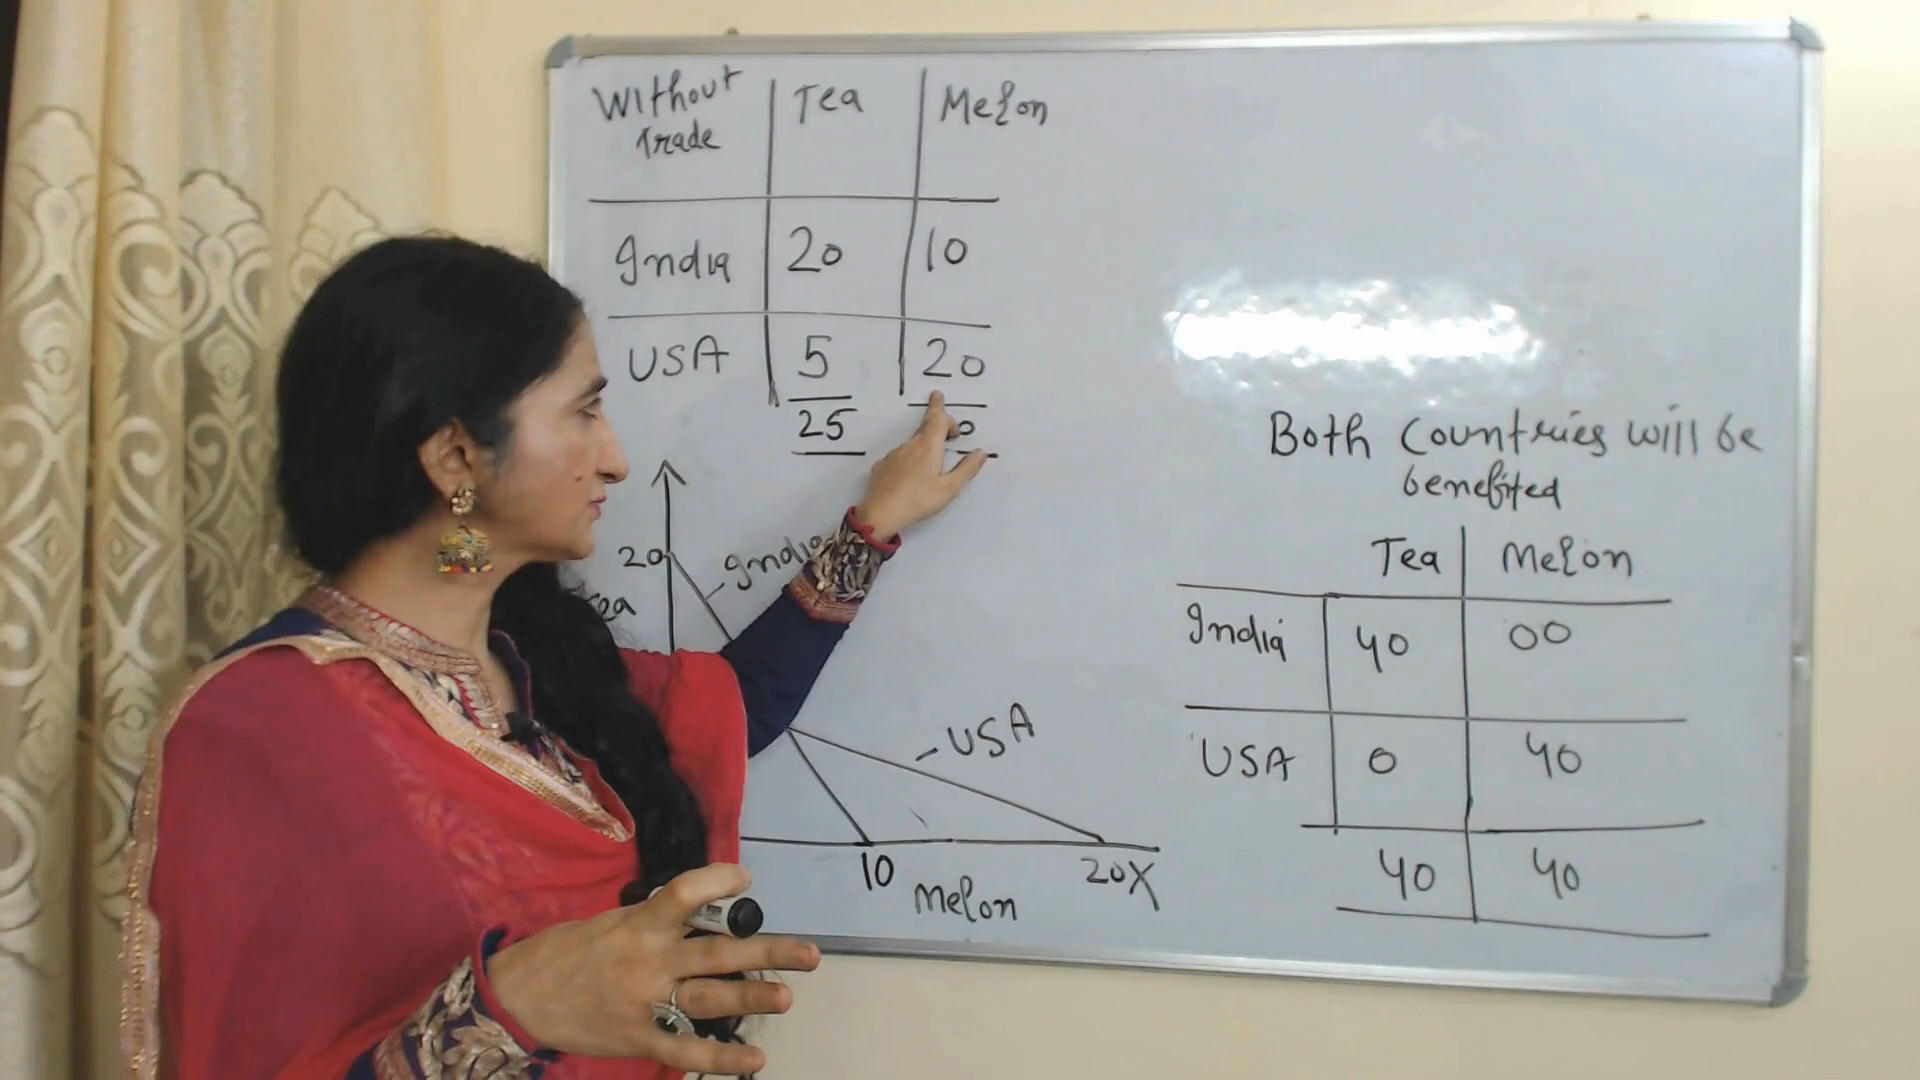 Without Tea Melon
Trade
India 20 10
USA 5 20
25
Both Countries will be
benefited
20 India
Tea
USA
10 20X
Melon
Tea Melon
India 40 00
USA 0 40
40 40